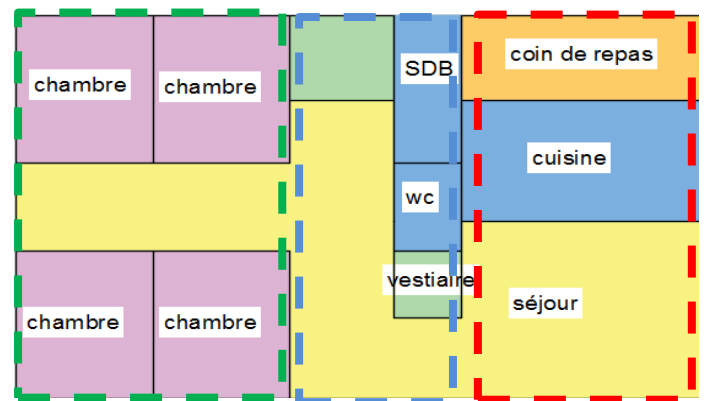 chambre
chambre
SDB
coin de repas
cuisine
wc
vestiaire
séjour
chambre
chambre